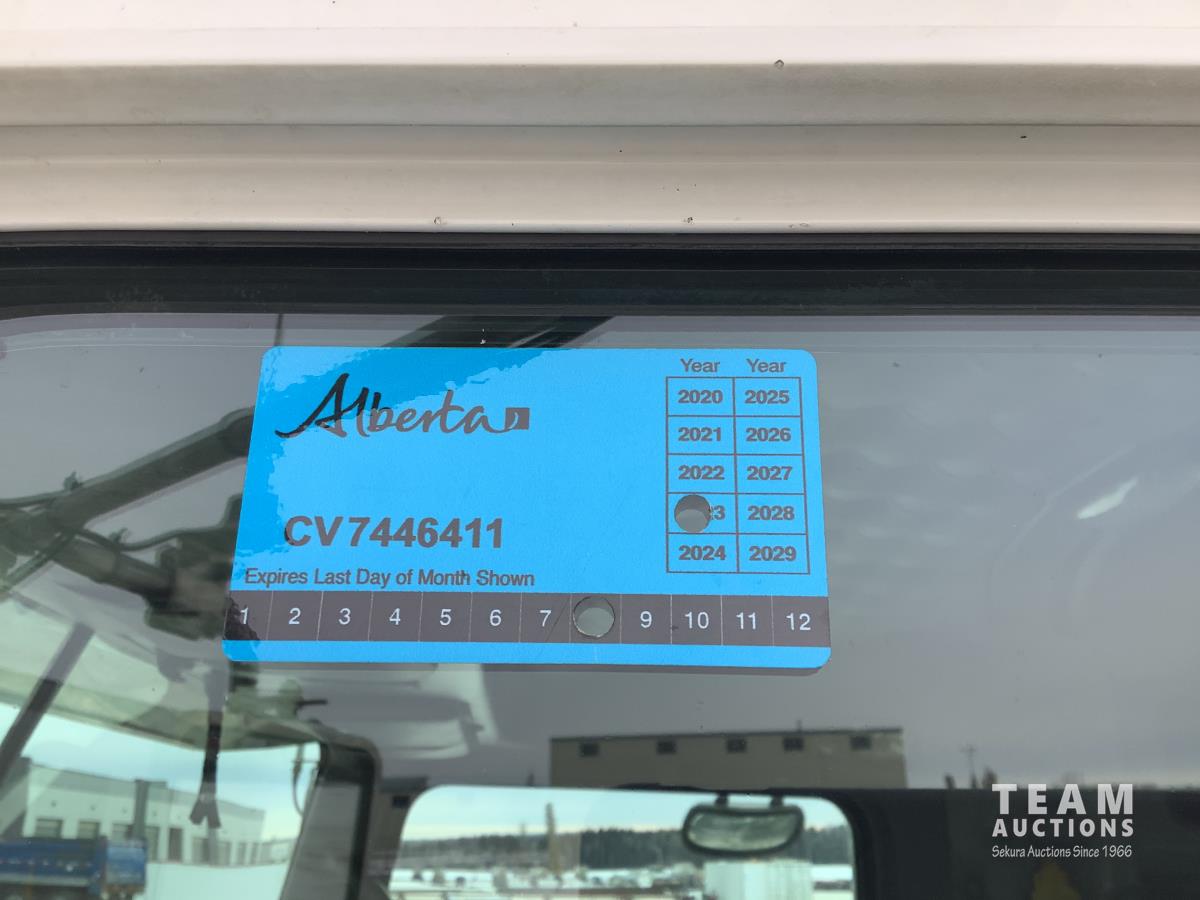 Alberta
Year Year
2020 2025
2021 2026
2022 2027
3 2028
2024 2029
CV7446411
Expires Last Day of Month Shown
1 2 3 4 5 6 7 9 10 11 12
TEAM
AUCTIONS
Sekura Auctions Since 1966